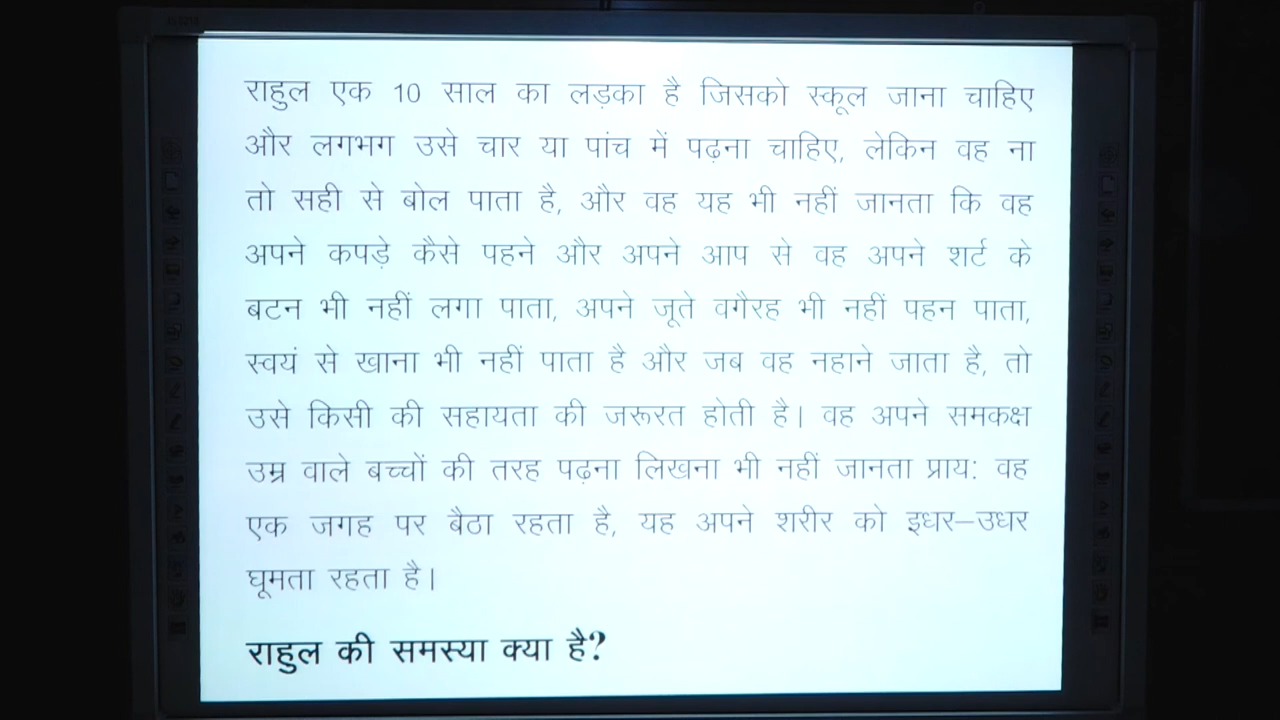 राहुल एक 10 साल का लड़का है जिसको स्कूल जाना चाहिए
और लगभग उसे चार या पांच में पढ़ना चाहिए, लेकिन वह ना
तो सही से बोल पाता है, और वह यह भी नहीं जानता कि वह
अपने कपड़े कैसे पहने और अपने आप से वह अपने शर्ट के
बटन भी नहीं लगा पाता, अपने जूते वगैरह भी नहीं पहन पाता,
स्वयं से खाना भी नहीं पाता है और जब वह नहाने जाता है, तो
उसे किसी की सहायता की जरूरत होती है। वह अपने समकक्ष
उम्र वाले बच्चों की तरह पढ़ना लिखना भी नहीं जानता प्राय: वह
एक जगह पर बैठा रहता है, यह अपने शरीर को इधर–उधर
घूमता रहता है।
राहुल की समस्या क्या है?